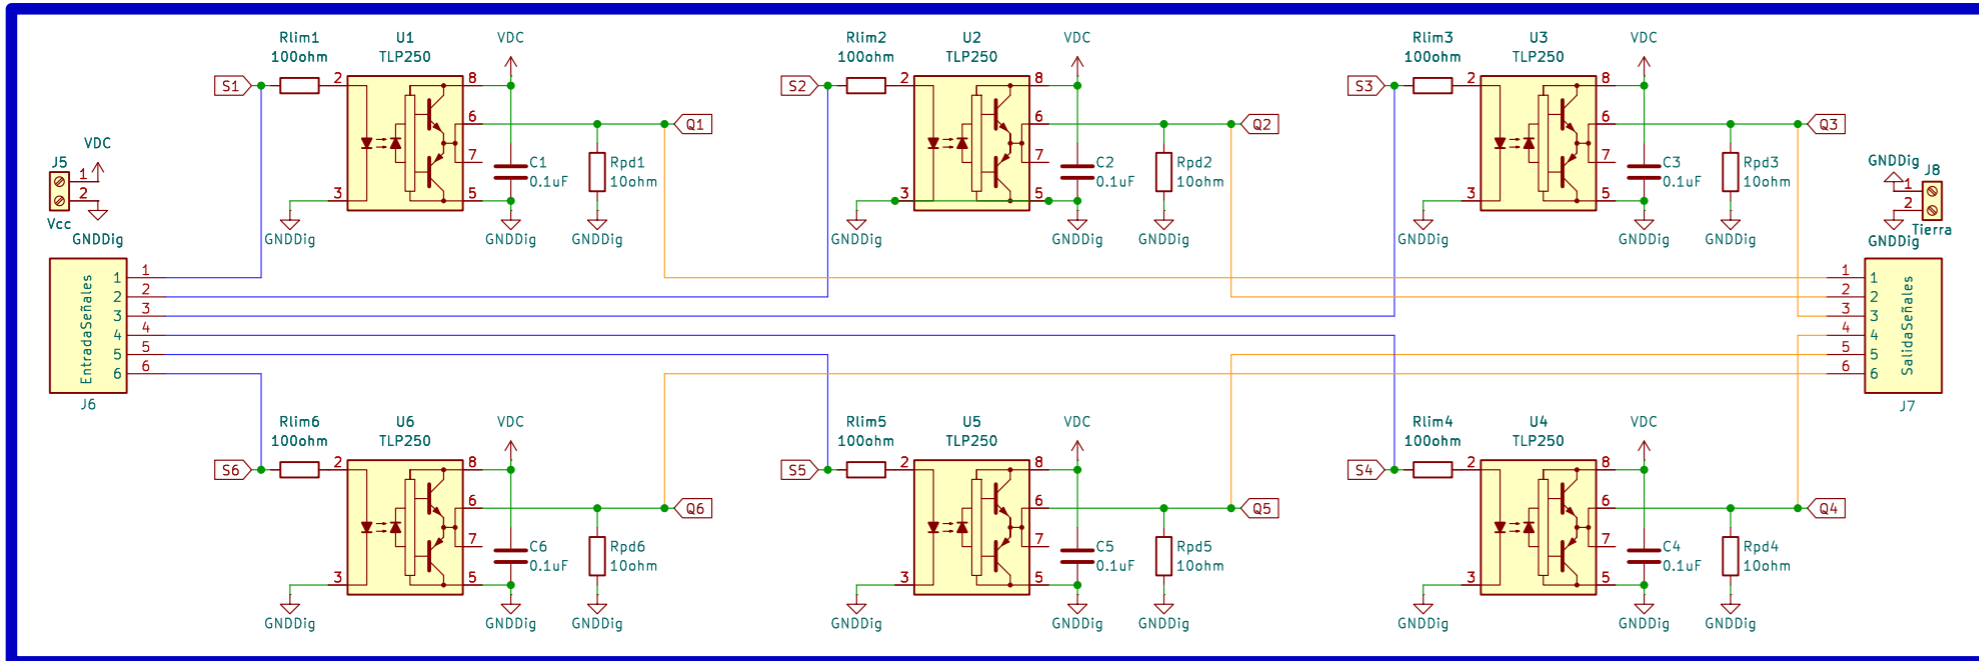 Rlim1
100ohm
U1
TLP250
VDC
S1
2
8
6
7
3
5
Q1
C1
0.1uF
Rpd1
10ohm
GNDDig
GNDDig
GNDDig
Rlim2
100ohm
U2
TLP250
VDC
S2
2
8
6
7
3
5
Q2
C2
0.1uF
Rpd2
10ohm
GNDDig
GNDDig
GNDDig
Rlim3
100ohm
U3
TLP250
VDC
S3
2
8
6
7
3
5
Q3
C3
0.1uF
Rpd3
10ohm
GNDDig
GNDDig
GNDDig
VDC
J5
1
2
Vcc
GNDDig
GNDDig
J8
1
2
Tierra
GNDDig
EntradaSeñales
1 1
2 2
3 3
4 4
5 5
6 6
J6
SalidaSeñales
1 1
2 2
3 3
4 4
5 5
6 6
J7
Rlim6
100ohm
U6
TLP250
VDC
S6
2
8
6
7
3
5
Q6
C6
0.1uF
Rpd6
10ohm
GNDDig
GNDDig
GNDDig
Rlim5
100ohm
U5
TLP250
VDC
S5
2
8
6
7
3
5
Q5
C5
0.1uF
Rpd5
10ohm
GNDDig
GNDDig
GNDDig
Rlim4
100ohm
U4
TLP250
VDC
S4
2
8
6
7
3
5
Q4
C4
0.1uF
Rpd4
10ohm
GNDDig
GNDDig
GNDDig